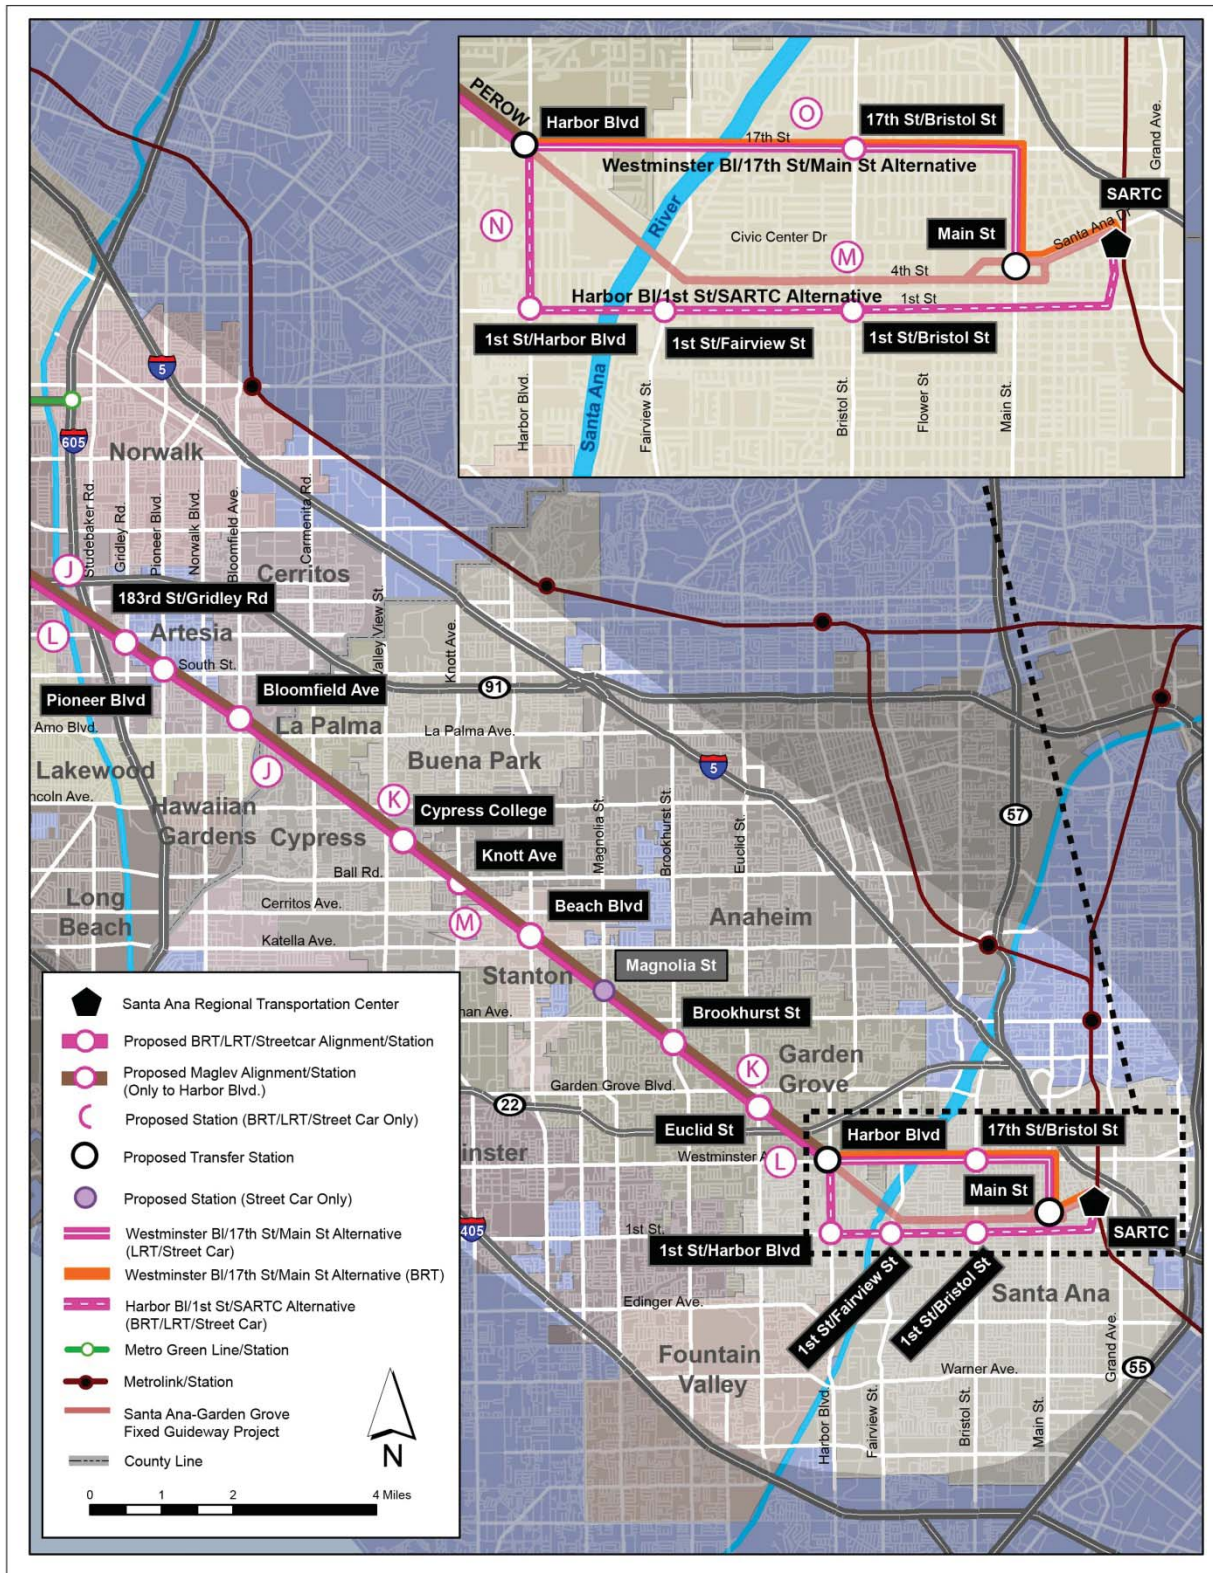 PEROW
Harbor Blvd
O
17th St
17th St/Bristol St
Westminster Bl/17th St/Main St Alternative
Grand Ave.
SARTC
N
River
Civic Center Dr
M
Main St
Santa Ana Dr
4th St
Harbor Bl/1st St/SARTC Alternative
1st St
1st St/Harbor Blvd
1st St/Fairview St
1st St/Bristol St
Harbor Blvd.
Santa Ana
Fairview St.
Bristol St.
Flower St
Main St.
5
605
Norwalk
Studebaker Rd.
Gridley Rd.
Pioneer Blvd.
Norwalk Blvd.
Bloomfield Ave.
Carmenita Rd.
J
Cerritos
183rd St/Gridley Rd
Valley View St.
Knott Ave.
L
Artesia
South St.
91
Pioneer Blvd
Bloomfield Ave
Amo Blvd.
La Palma
La Palma Ave.
Lakewood
J
Buena Park
5
Hawaiian
Gardens
K
Cypress College
Cypress
Magnolia St.
Brookhurst St.
Euclid St.
57
Knott Ave
Ball Rd.
Long
Beach
Cerritos Ave.
Beach Blvd
Anaheim
M
Katella Ave.
Stanton
Magnolia St
Brookhurst St
Garden
Grove
K
Garden Grove Blvd.
22
Euclid St
Harbor Blvd
17th St/Bristol St
Westminster
L
Main St
SARTC
1st St.
405
1st St/Harbor Blvd
1st St/Fairview St
1st St/Bristol St
Santa Ana
Edinger Ave.
Fountain
Valley
Warner Ave.
Grand Ave.
55
Harbor Blvd.
Fairview St.
Bristol St.
Main St.
Santa Ana Regional Transportation Center
Proposed BRT/LRT/Streetcar Alignment/Station
Proposed Maglev Alignment/Station
(Only to Harbor Blvd.)
Proposed Station (BRT/LRT/Street Car Only)
Proposed Transfer Station
Proposed Station (Street Car Only)
Westminster Bl/17th St/Main St Alternative
(LRT/Street Car)
Westminster Bl/17th St/Main St Alternative (BRT)
Harbor Bl/1st St/SARTC Alternative
(BRT/LRT/Street Car)
Metro Green Line/Station
Metrolink/Station
Santa Ana-Garden Grove
Fixed Guideway Project
County Line
N
0 1 2 4 Miles